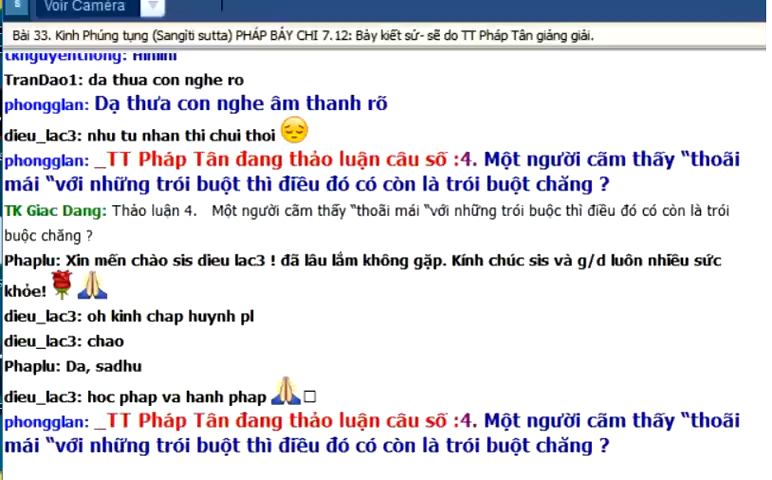 s Voir Caméra
Bài 33. Kinh Phúng tụng (Sangìti sutta) PHÁP BẢY CHI 7.12: Bảy kiết sử- sẽ do TT Pháp Tân giảng giải.
tknguyenthong: Hihihi
TranDao1: da thua con nghe ro
phongglan: Dạ thưa con nghe âm thanh rõ
dieu_lac3: nhu tu nhan thi chui thoi
phongglan: _TT Pháp Tân đang thảo luận câu số :4. Một người cãm thấy “thoãi
mái “với những trói buột thì điều đó có còn là trói buột chăng ?
TK Giac Dang: Thảo luận 4. Một người cãm thấy “thoãi mái “với những trói buộc thì điều đó có còn là trói
buộc chăng ?
Phaplu: Xin mến chào sis dieu lac3 ! đã lâu lắm không gặp. Kính chúc sis và g/d luôn nhiều sức
khỏe!
dieu_lac3: oh kinh chap huynh pl
dieu_lac3: chao
Phaplu: Da, sadhu
dieu_lac3: hoc phap va hanh phap
phongglan: _TT Pháp Tân đang thảo luận câu số :4. Một người cãm thấy “thoãi
mái “với những trói buột thì điều đó có còn là trói buột chăng ?